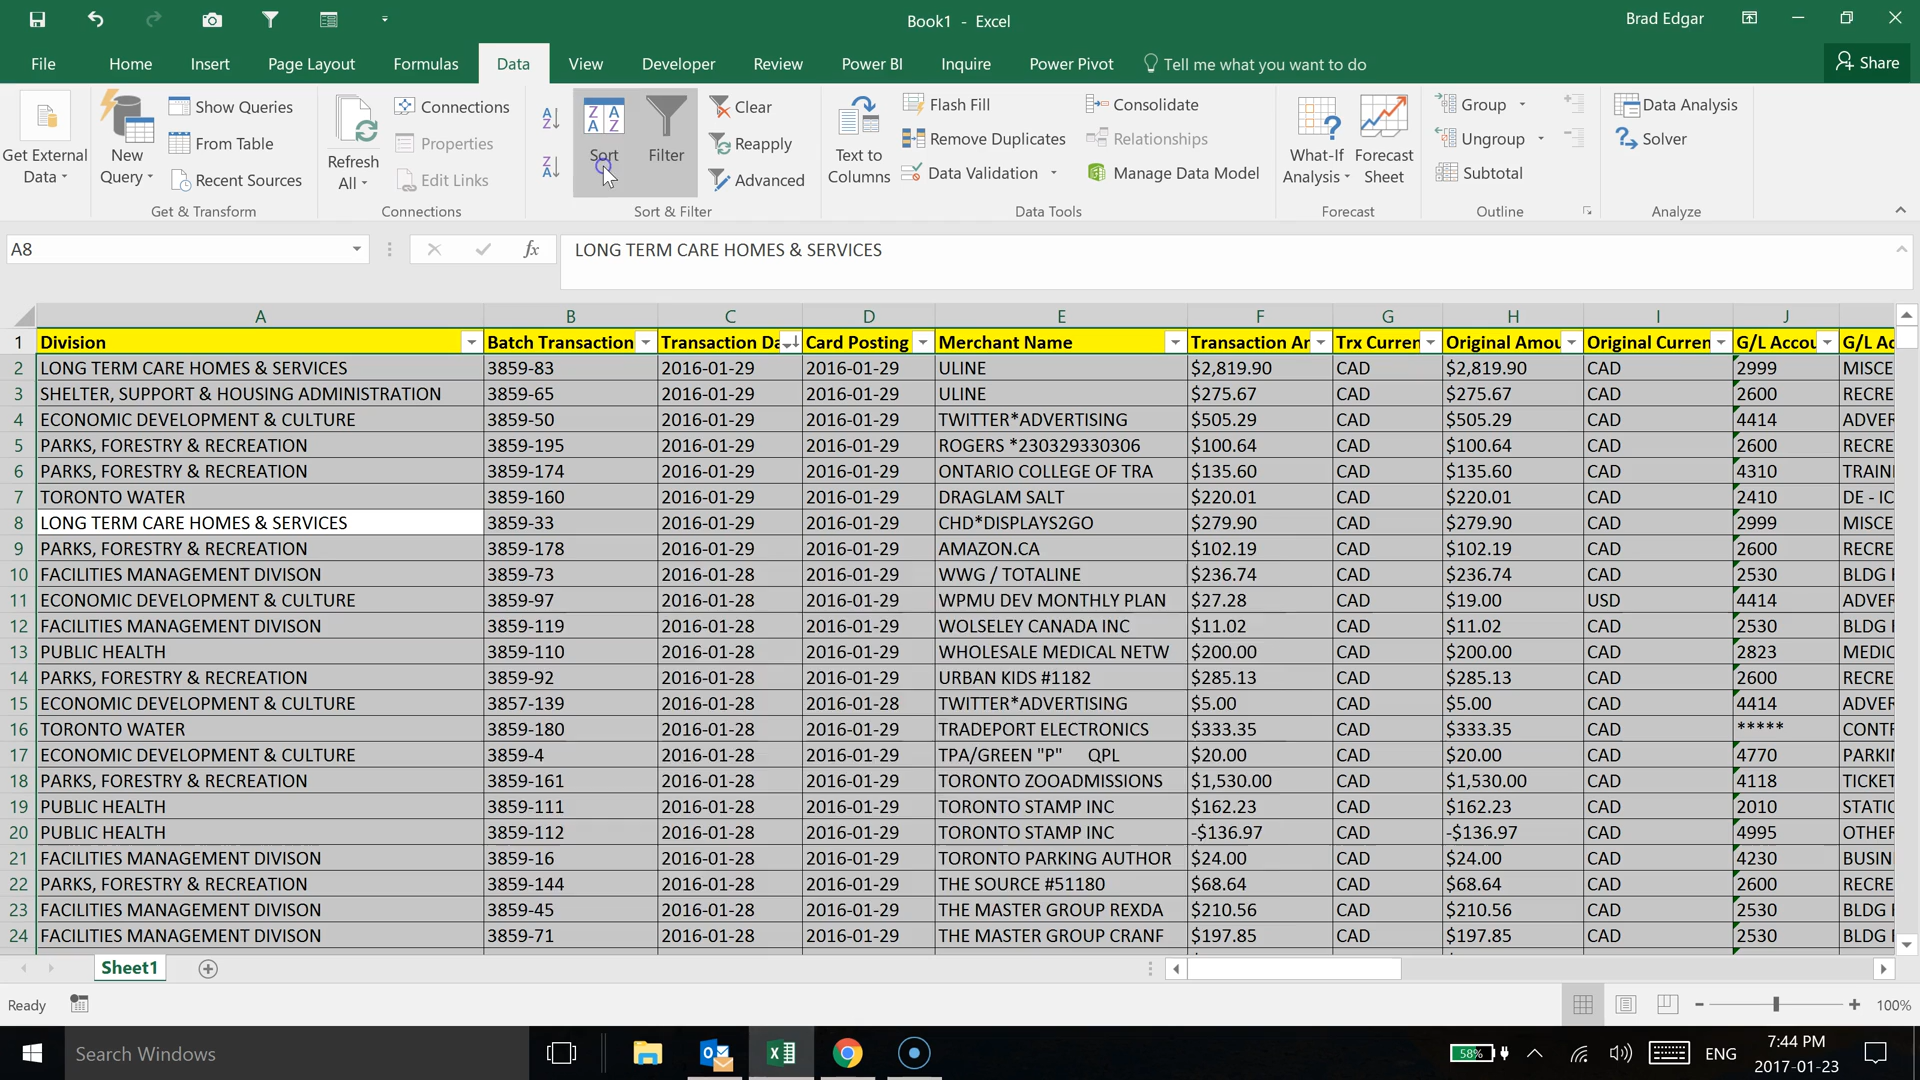 Book1 - Excel
Brad Edgar
File Home Insert Page Layout Formulas Data View Developer Review Power BI Inquire Power Pivot Tell me what you want to do Share
Get External Data
New Query
Show Queries
From Table
Recent Sources
Get & Transform
Refresh All
Connections
Properties
Edit Links
Connections
Sort
Filter
Clear
Reapply
Advanced
Sort & Filter
Text to Columns
Flash Fill
Remove Duplicates
Data Validation
Consolidate
Relationships
Manage Data Model
Data Tools
What-If Analysis
Forecast Sheet
Forecast
Group
Ungroup
Subtotal
Outline
Data Analysis
Solver
Analyze
A8 fx LONG TERM CARE HOMES & SERVICES
A B C D E F G H I J
1 Division Batch Transaction Transaction Da Card Posting Merchant Name Transaction Ar Trx Curren Original Amou Original Curren G/L Accou G/L Ac
2 LONG TERM CARE HOMES & SERVICES 3859-83 2016-01-29 2016-01-29 ULINE $2,819.90 CAD $2,819.90 CAD 2999 MISCE
3 SHELTER, SUPPORT & HOUSING ADMINISTRATION 3859-65 2016-01-29 2016-01-29 ULINE $275.67 CAD $275.67 CAD 2600 RECRE
4 ECONOMIC DEVELOPMENT & CULTURE 3859-50 2016-01-29 2016-01-29 TWITTER*ADVERTISING $505.29 CAD $505.29 CAD 4414 ADVER
5 PARKS, FORESTRY & RECREATION 3859-195 2016-01-29 2016-01-29 ROGERS *230329330306 $100.64 CAD $100.64 CAD 2600 RECRE
6 PARKS, FORESTRY & RECREATION 3859-174 2016-01-29 2016-01-29 ONTARIO COLLEGE OF TRA $135.60 CAD $135.60 CAD 4310 TRAINI
7 TORONTO WATER 3859-160 2016-01-29 2016-01-29 DRAGLAM SALT $220.01 CAD $220.01 CAD 2410 DE - IC
8 LONG TERM CARE HOMES & SERVICES 3859-33 2016-01-29 2016-01-29 CHD*DISPLAYS2GO $279.90 CAD $279.90 CAD 2999 MISCE
9 PARKS, FORESTRY & RECREATION 3859-178 2016-01-29 2016-01-29 AMAZON.CA $102.19 CAD $102.19 CAD 2600 RECRE
10 FACILITIES MANAGEMENT DIVISON 3859-73 2016-01-28 2016-01-29 WWG / TOTALINE $236.74 CAD $236.74 CAD 2530 BLDG F
11 ECONOMIC DEVELOPMENT & CULTURE 3859-97 2016-01-28 2016-01-29 WPMU DEV MONTHLY PLAN $27.28 CAD $19.00 USD 4414 ADVER
12 FACILITIES MANAGEMENT DIVISON 3859-119 2016-01-28 2016-01-29 WOLSELEY CANADA INC $11.02 CAD $11.02 CAD 2530 BLDG F
13 PUBLIC HEALTH 3859-110 2016-01-28 2016-01-29 WHOLESALE MEDICAL NETW $200.00 CAD $200.00 CAD 2823 MEDIC
14 PARKS, FORESTRY & RECREATION 3859-92 2016-01-28 2016-01-29 URBAN KIDS #1182 $285.13 CAD $285.13 CAD 2600 RECRE
15 ECONOMIC DEVELOPMENT & CULTURE 3857-139 2016-01-28 2016-01-28 TWITTER*ADVERTISING $5.00 CAD $5.00 CAD 4414 ADVER
16 TORONTO WATER 3859-180 2016-01-28 2016-01-29 TRADEPORT ELECTRONICS $333.35 CAD $333.35 CAD ***** CONTF
17 ECONOMIC DEVELOPMENT & CULTURE 3859-4 2016-01-28 2016-01-29 TPA/GREEN "P" QPL $20.00 CAD $20.00 CAD 4770 PARKIN
18 PARKS, FORESTRY & RECREATION 3859-161 2016-01-28 2016-01-29 TORONTO ZOOADMISSIONS $1,530.00 CAD $1,530.00 CAD 4118 TICKET
19 PUBLIC HEALTH 3859-111 2016-01-28 2016-01-29 TORONTO STAMP INC $162.23 CAD $162.23 CAD 2010 STATIC
20 PUBLIC HEALTH 3859-112 2016-01-28 2016-01-29 TORONTO STAMP INC -$136.97 CAD -$136.97 CAD 4995 OTHER
21 FACILITIES MANAGEMENT DIVISON 3859-16 2016-01-28 2016-01-29 TORONTO PARKING AUTHOR $24.00 CAD $24.00 CAD 4230 BUSIN
22 PARKS, FORESTRY & RECREATION 3859-144 2016-01-28 2016-01-29 THE SOURCE #51180 $68.64 CAD $68.64 CAD 2600 RECRE
23 FACILITIES MANAGEMENT DIVISON 3859-45 2016-01-28 2016-01-29 THE MASTER GROUP REXDA $210.56 CAD $210.56 CAD 2530 BLDG F
24 FACILITIES MANAGEMENT DIVISON 3859-71 2016-01-28 2016-01-29 THE MASTER GROUP CRANF $197.85 CAD $197.85 CAD 2530 BLDG F
Sheet1
Ready 100%
Search Windows 58% ENG 7:44 PM
2017-01-23